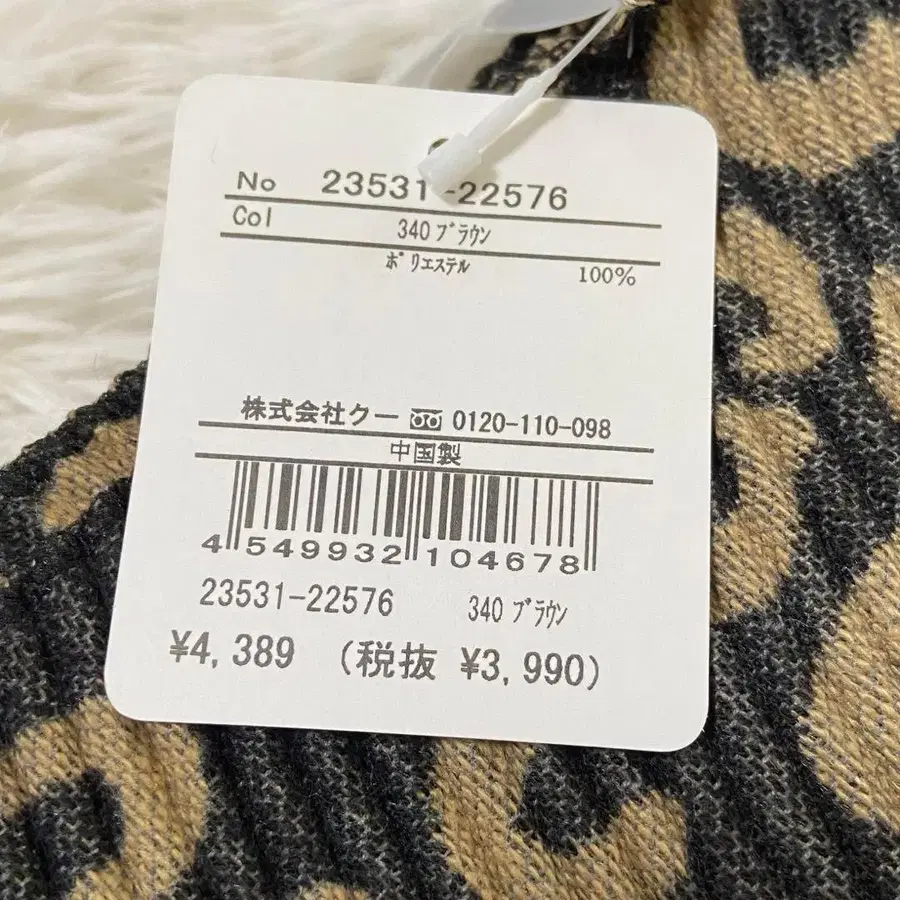 No 23531-22576
Col 340 ブラウン
ポリエステル 100%
株式会社クー 0120-110-098
中国製
4 549932 104678
23531-22576 340 ブラウン
¥4,389 (税抜 ¥3,990)